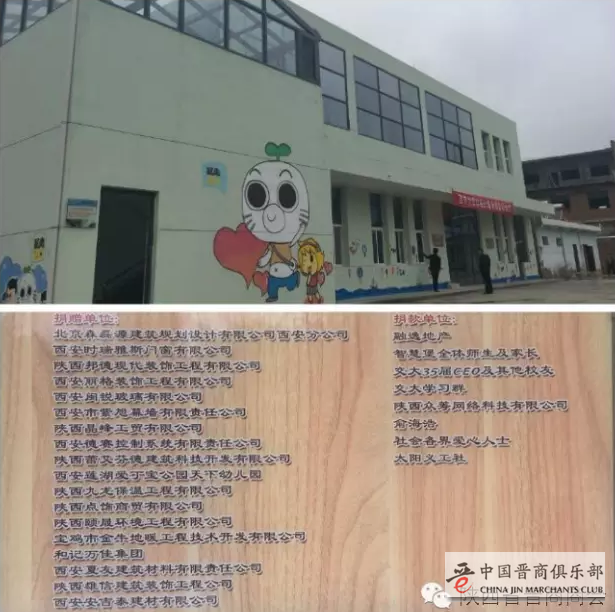 捐赠单位:
北京森磊源建筑规划设计有限公司西安分公司
西安时瑞雅斯门窗有限公司
陕西邦德现代装饰工程有限公司
西安丽格装饰工程有限公司
西安闽锐玻璃有限公司
西安市紫旭幕墙有限责任公司
陕西晶峰工贸有限公司
西安德赛控制系统有限责任公司
陕西蕾艾芬德建筑科技开发有限公司
西安莲湖爱丁宝公园天下幼儿园
陕西九龙保温工程有限公司
陕西点饰商贸有限公司
陕西颐晟环境工程有限公司
宝鸡市金牛地暖工程技术开发有限公司
和记万佳集团
西安夏友建筑材料有限责任公司
陕西雄信建筑装饰工程公司
西安安吉泰建材有限公司
捐款单位:
融逸地产
智慧堡全体师生及家长
交大35届CEO及其他校友
交大学习群
陕西众筹网络科技有限公司
俞海浩
社会各界爱心人士
太阳义工社
晋
中国晋商俱乐部
CHINA JIN MARCHANTS CLUB
陕西省晋商商会